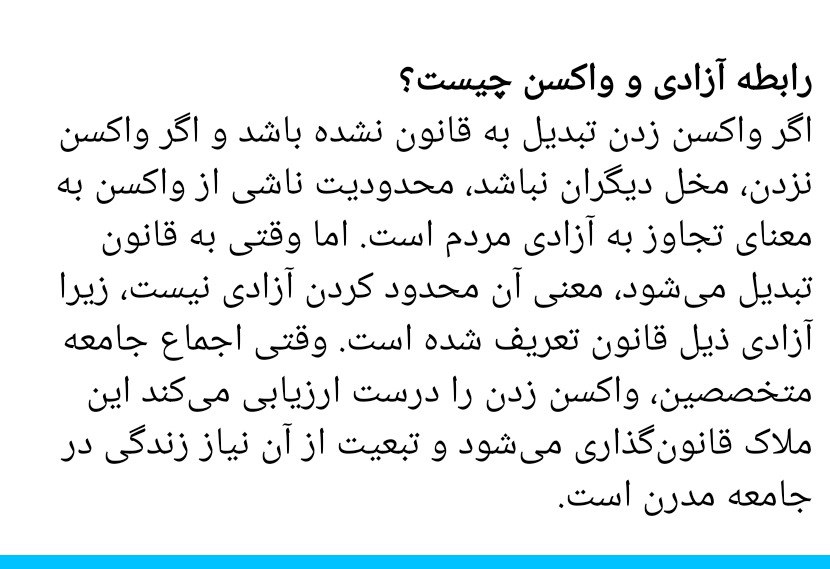 رابطه آزادی و واکسن چیست؟
اگر واکسن زدن تبدیل به قانون نشده باشد و اگر واکسن
نزدن، مخل دیگران نباشد، محدودیت ناشی از واکسن به
معنای تجاوز به آزادی مردم است. اما وقتی به قانون
تبدیل می‌شود، معنی آن محدود کردن آزادی نیست، زیرا
آزادی ذیل قانون تعریف شده است. وقتی اجماع جامعه
متخصصین، واکسن زدن را درست ارزیابی می‌کند این
ملاک قانون‌گذاری می‌شود و تبعیت از آن نیاز زندگی در
جامعه مدرن است.